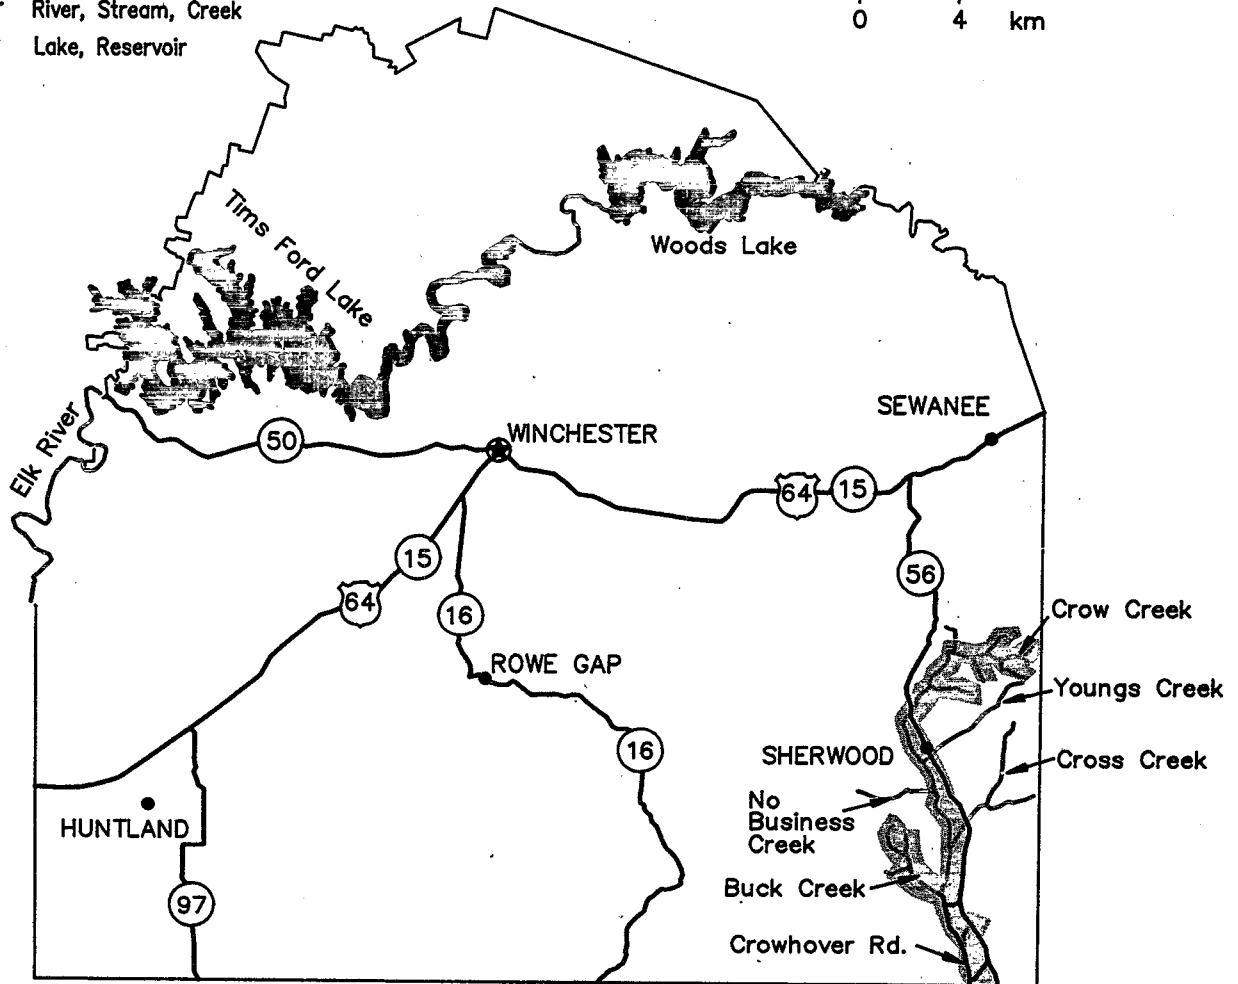 River, Stream, Creek
Lake, Reservoir
0 4 km
Tims Ford Lake
Woods Lake
Elk River
SEWANEE
50
WINCHESTER
64 15
15
56
64
16
Crow Creek
ROWE GAP
Youngs Creek
16
SHERWOOD
Cross Creek
No
Business
Creek
HUNTLAND
Buck Creek
97
Crowhover Rd.